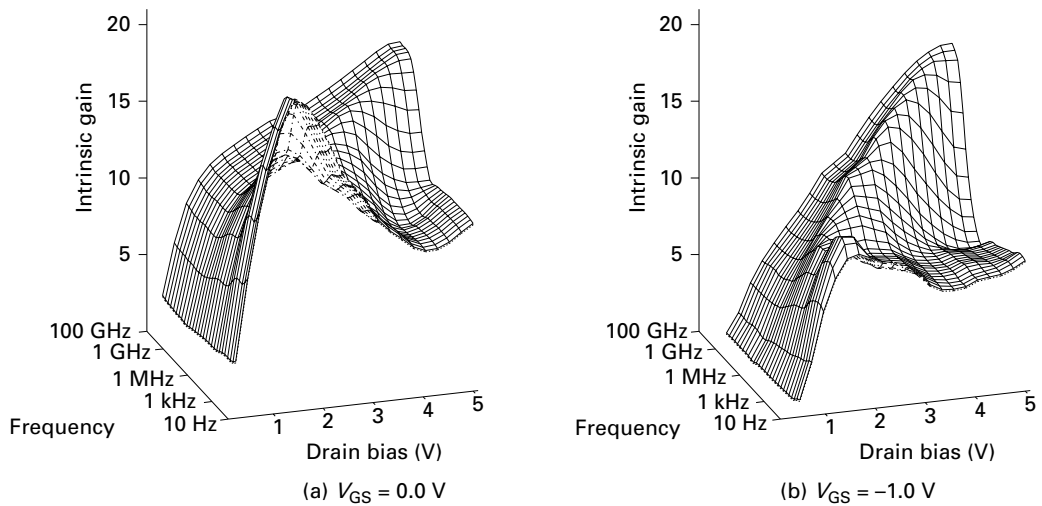 20
15
10
5
Intrinsic gain
100 GHz
1 GHz
1 MHz
1 kHz
10 Hz
Frequency
1
2
3
4
5
Drain bias (V)
(a) V_GS = 0.0 V
20
15
10
5
Intrinsic gain
100 GHz
1 GHz
1 MHz
1 kHz
10 Hz
Frequency
1
2
3
4
5
Drain bias (V)
(b) V_GS = –1.0 V